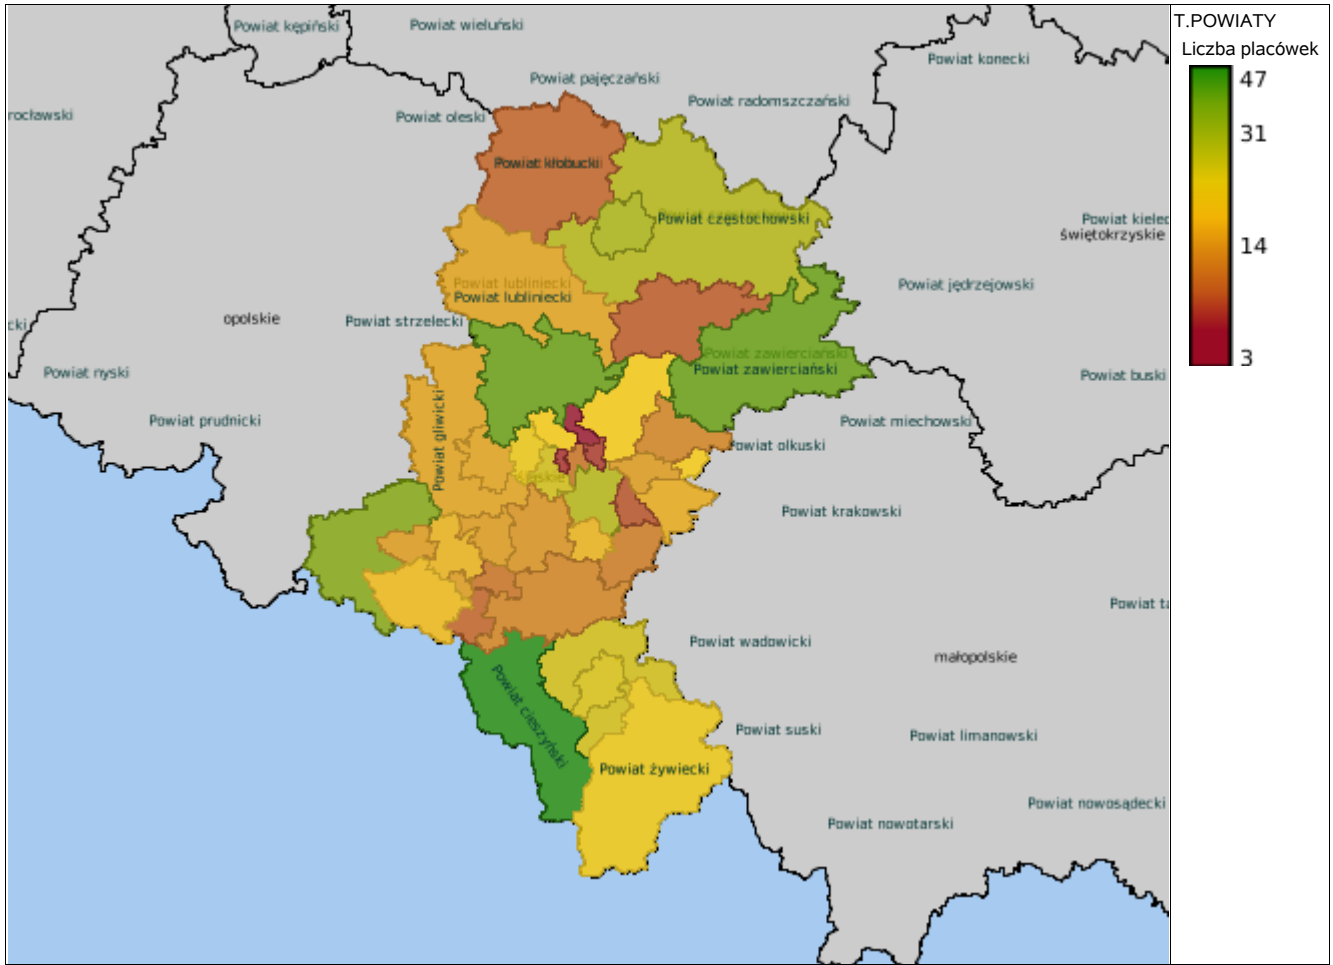 Powiat kępiński
Powiat wieluński
T.POWIATY
Liczba placówek
Powiat konecki
Powiat pajęczański
47
Powiat radomszczański
rocławski
Powiat oleski
31
Powiat kłobucki
Powiat częstochowski
Powiat kielec
świętokrzyskie
14
Powiat lubliniecki
Powiat jędrzejowski
Powiat lubliniecki
opolskie
Powiat strzelecki
cki
Powiat zawierciański
3
Powiat zawierciański
Powiat nyski
Powiat buski
Powiat prudnicki
Powiat miechowski
Powiat gliwicki
Powiat olkuski
śląskie
Powiat krakowski
Powiat ta
Powiat wadowicki
małopolskie
Powiat cieszyński
Powiat suski
Powiat limanowski
Powiat żywiecki
Powiat nowosądecki
Powiat nowotarski